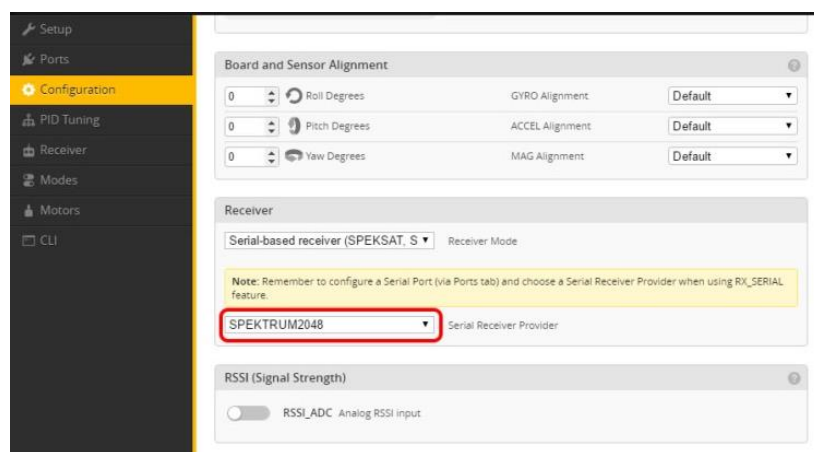 Setup
Ports
Configuration
PID Tuning
Receiver
Modes
Motors
CLI
Board and Sensor Alignment
0 Roll Degrees GYRO Alignment Default
0 Pitch Degrees ACCEL Alignment Default
0 Yaw Degrees MAG Alignment Default
Receiver
Serial-based receiver (SPEKSAT, S Receiver Mode
Note: Remember to configure a Serial Port (via Ports tab) and choose a Serial Receiver Provider when using RX_SERIAL
feature.
SPEKTRUM2048 Serial Receiver Provider
RSSI (Signal Strength)
RSSI_ADC Analog RSSI input